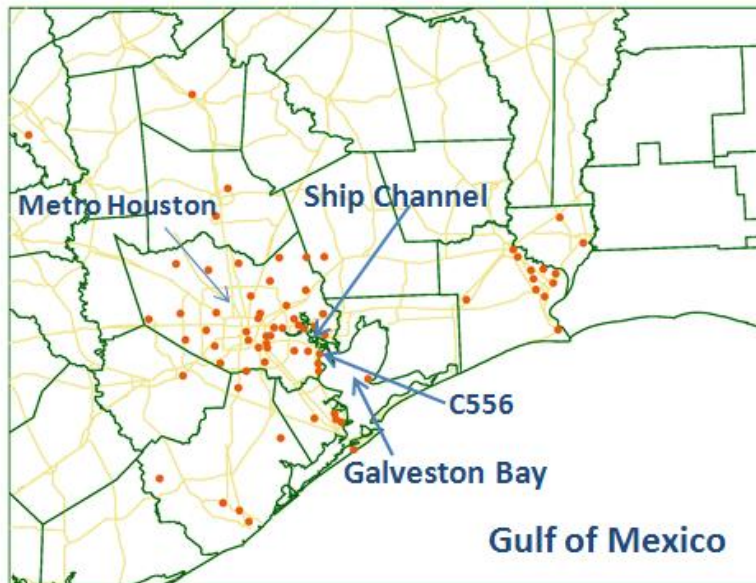 Ship Channel
Metro Houston
C556
Galveston Bay
Gulf of Mexico